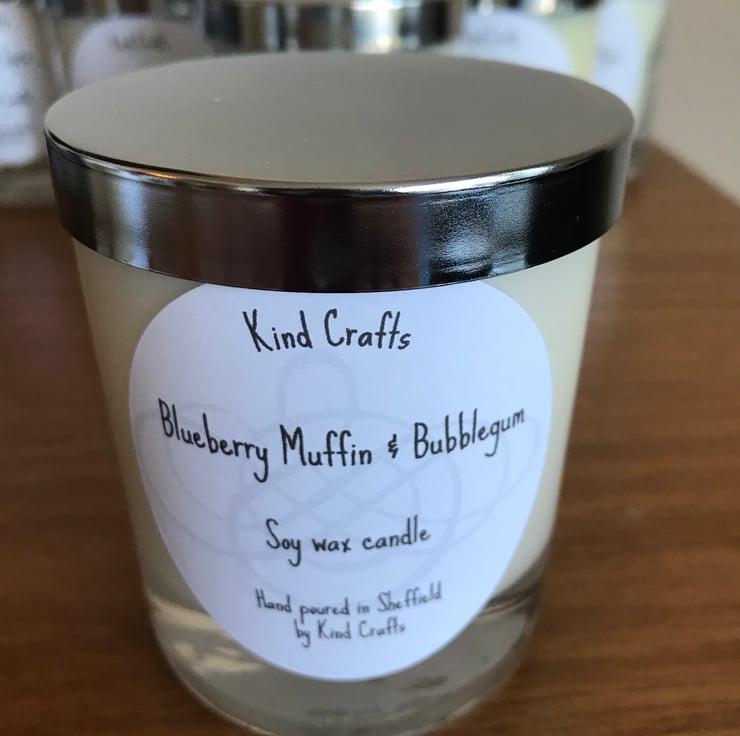 Kind Crafts
Blueberry Muffin & Bubblegum
Soy wax candle
Hand poured in Sheffield
by Kind Crafts